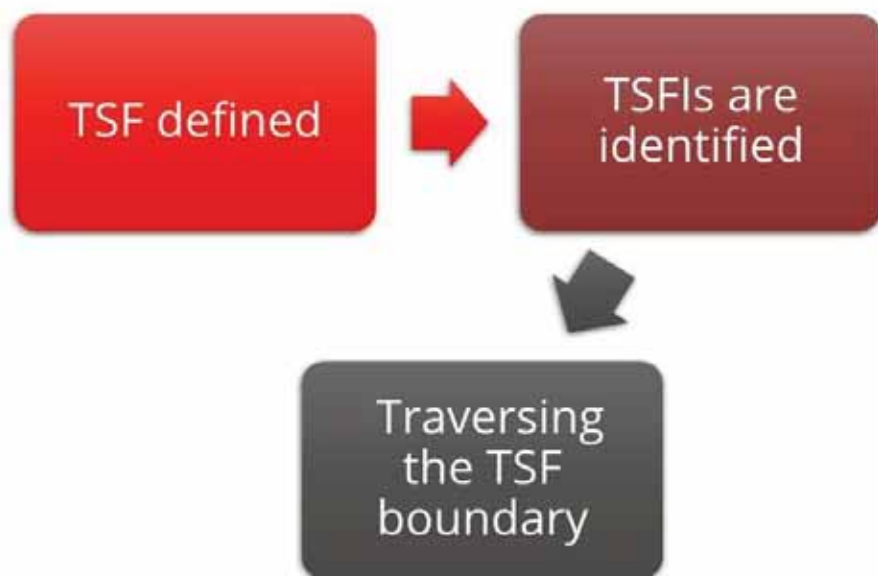 TSF defined
TSFIs are
identified
Traversing
the TSF
boundary